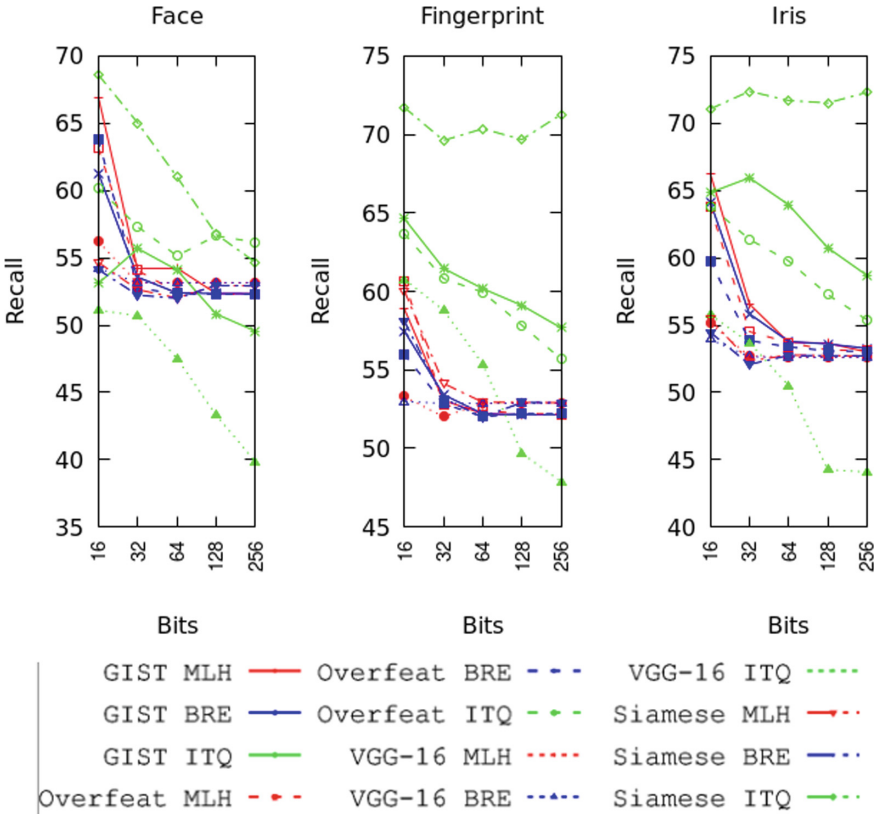 Face Fingerprint Iris
70 75 75
65 70 70
60 65 65
55 60 60
50 55 55
45 50 50
40 45
35 45 40
Recall Recall Recall
16 32 64 128 256 16 32 64 128 256 16 32 64 128 256
Bits Bits Bits
GIST MLH Overfeat BRE VGG-16 ITQ
GIST BRE Overfeat ITQ Siamese MLH
GIST ITQ VGG-16 MLH Siamese BRE
Overfeat MLH VGG-16 BRE Siamese ITQ